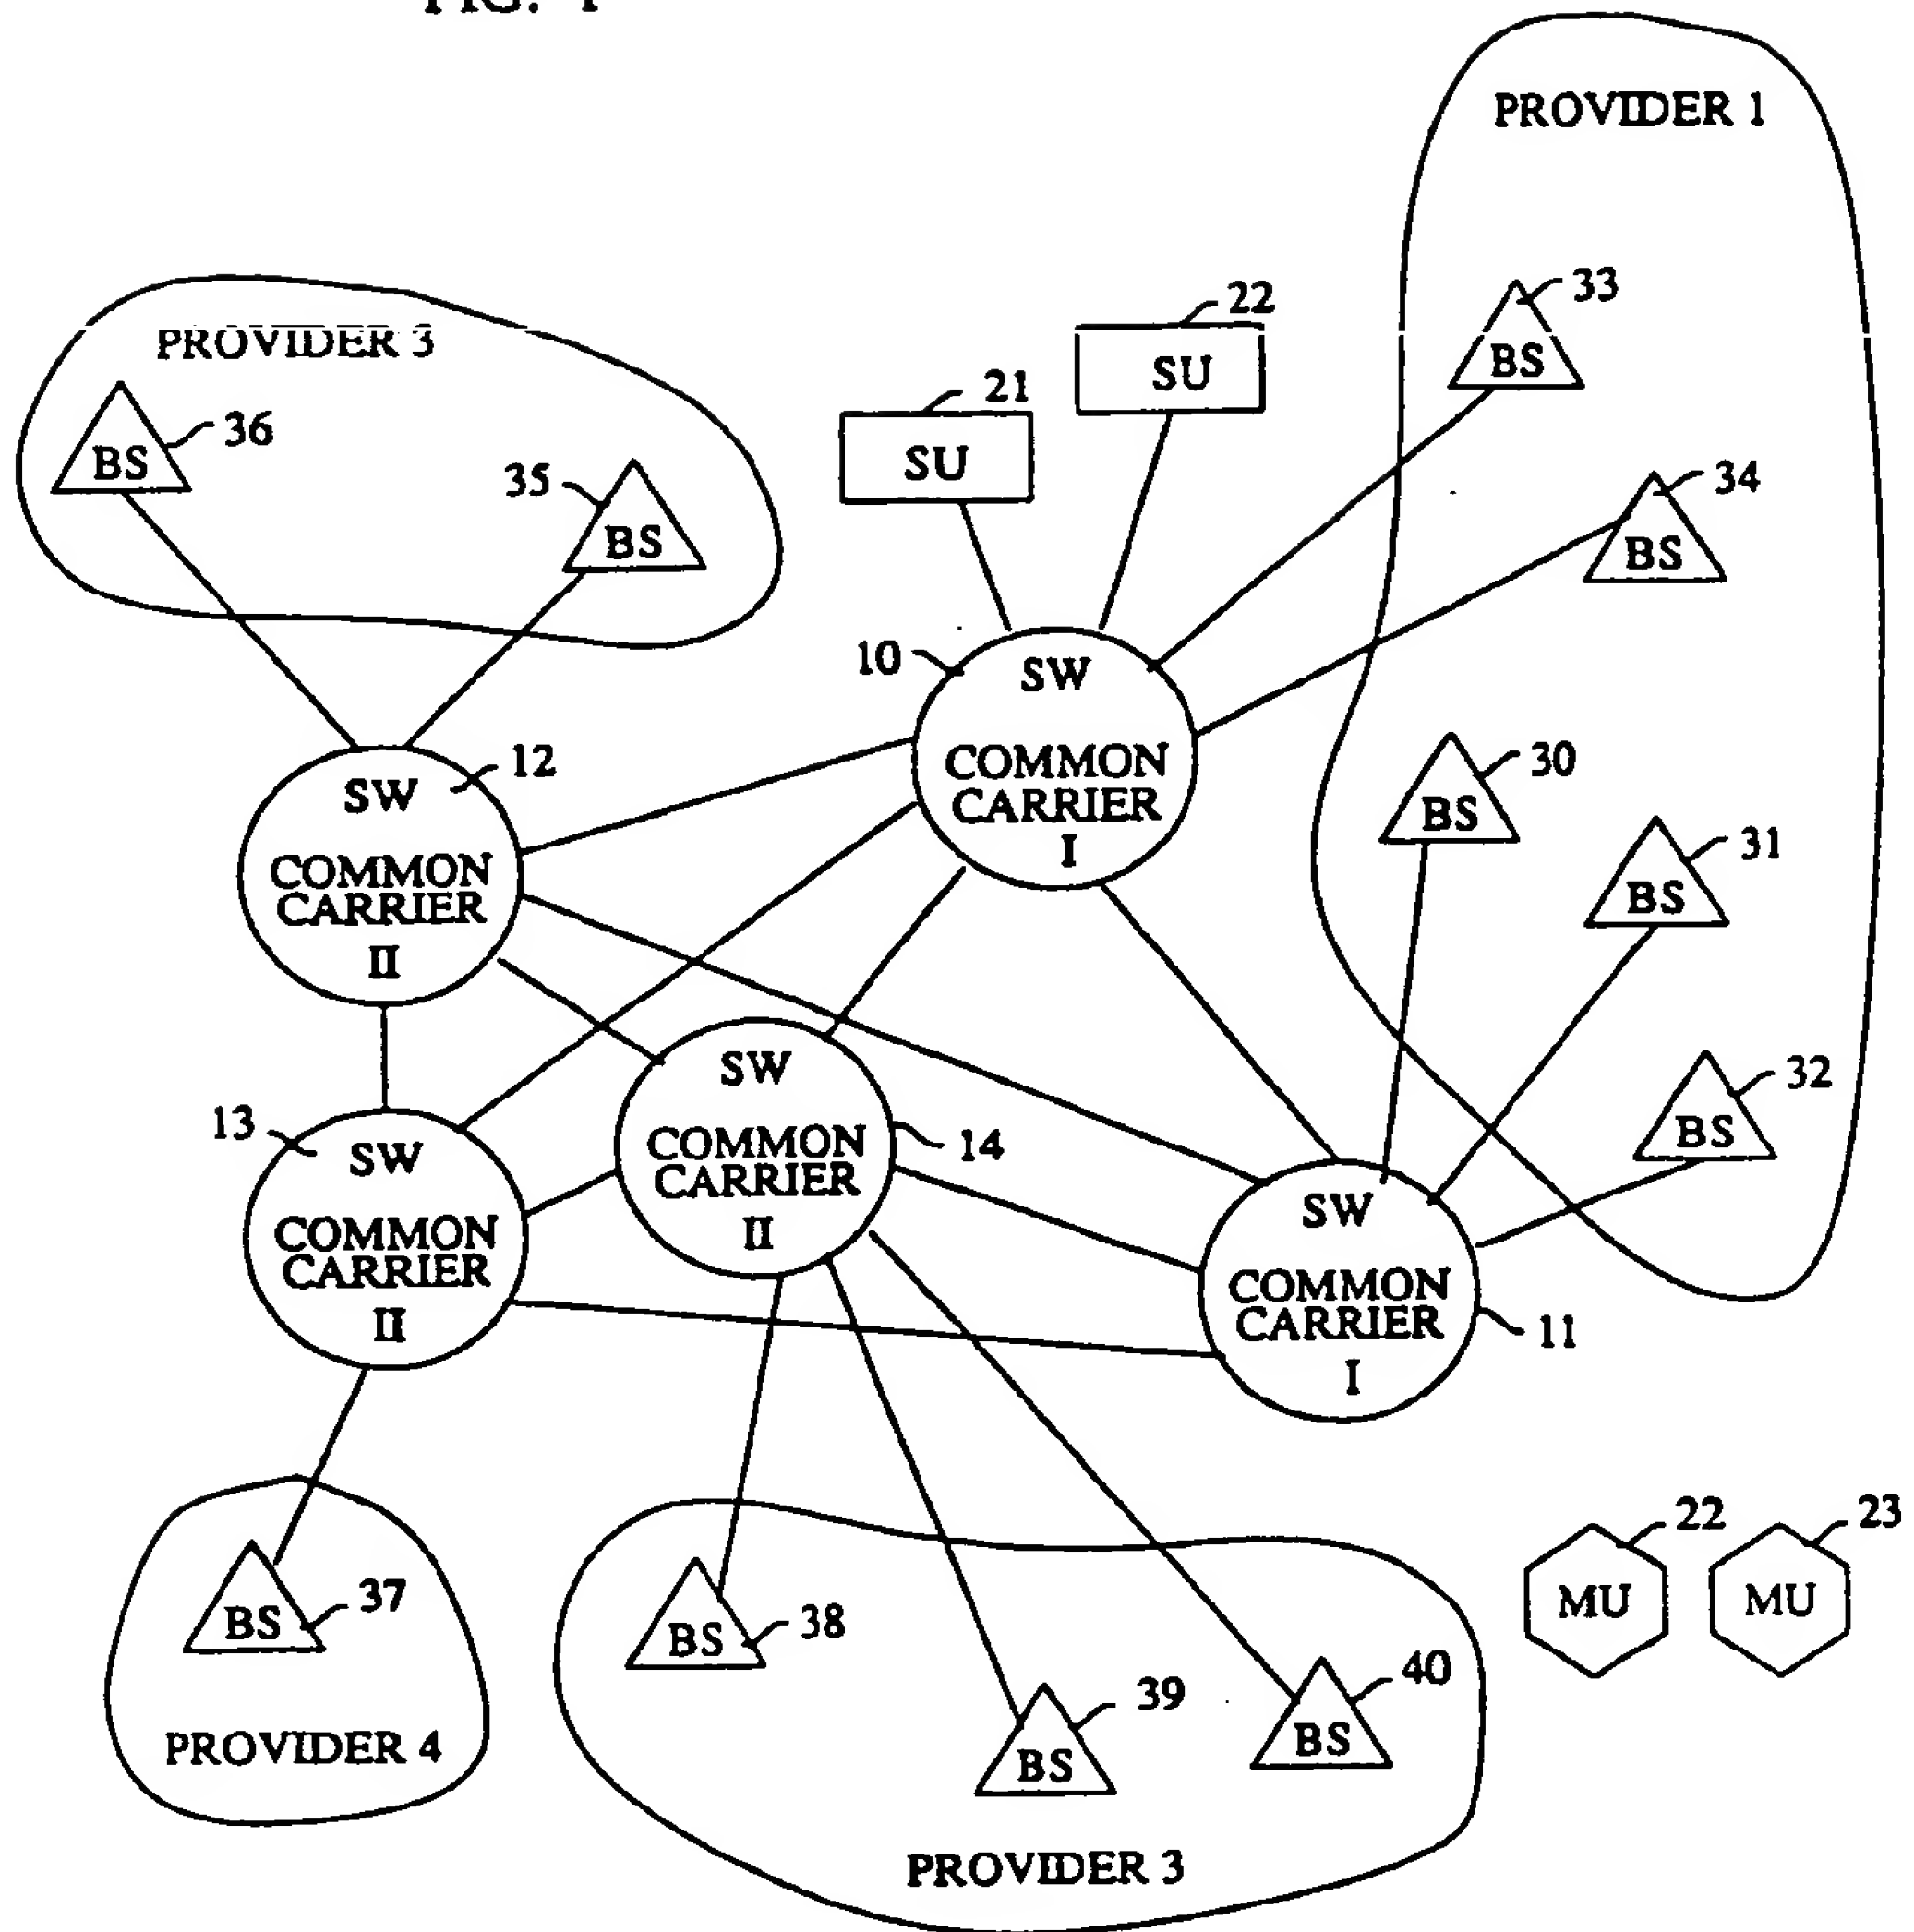 PROVIDER 1
33
BS
22
SU
PROVIDER 3
21
SU
36
BS
35
BS
34
BS
10
SW
COMMON
CARRIER
I
12
SW
COMMON
CARRIER
II
30
BS
31
BS
32
BS
13
SW
COMMON
CARRIER
II
SW
COMMON
CARRIER
II
14
SW
COMMON
CARRIER
I
11
22
MU
23
MU
37
BS
PROVIDER 4
38
BS
39
BS
40
BS
PROVIDER 3